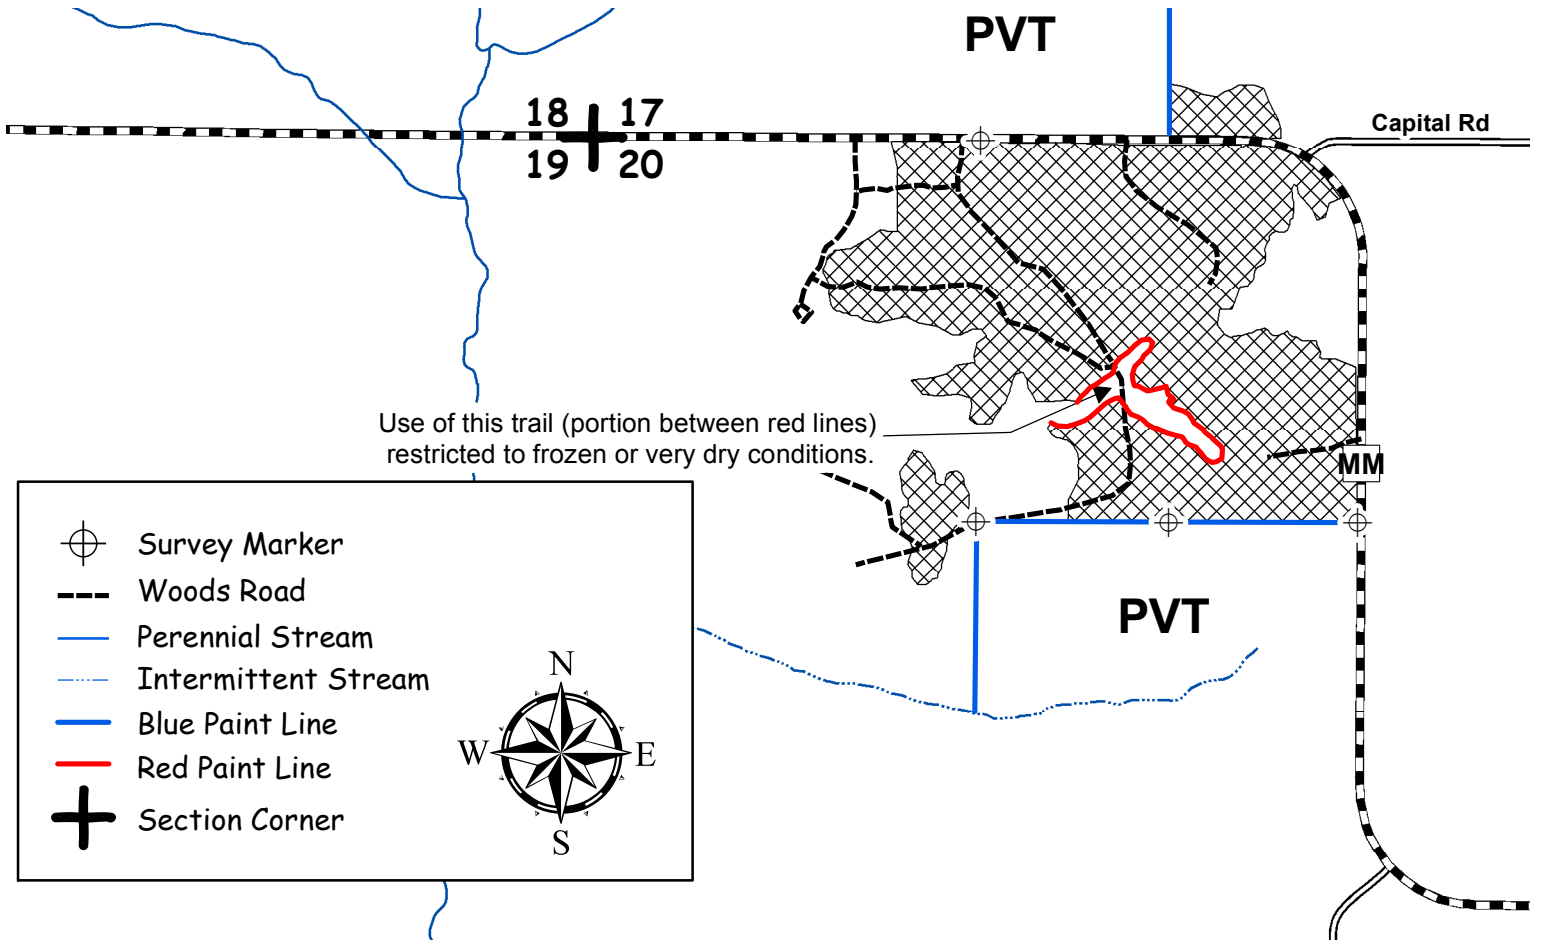 PVT
Capital Rd
18 17
19 20
Use of this trail (portion between red lines)
restricted to frozen or very dry conditions.
MM
PVT
Survey Marker
Woods Road
Perennial Stream
Intermittent Stream
Blue Paint Line
Red Paint Line
Section Corner
N
W E
S